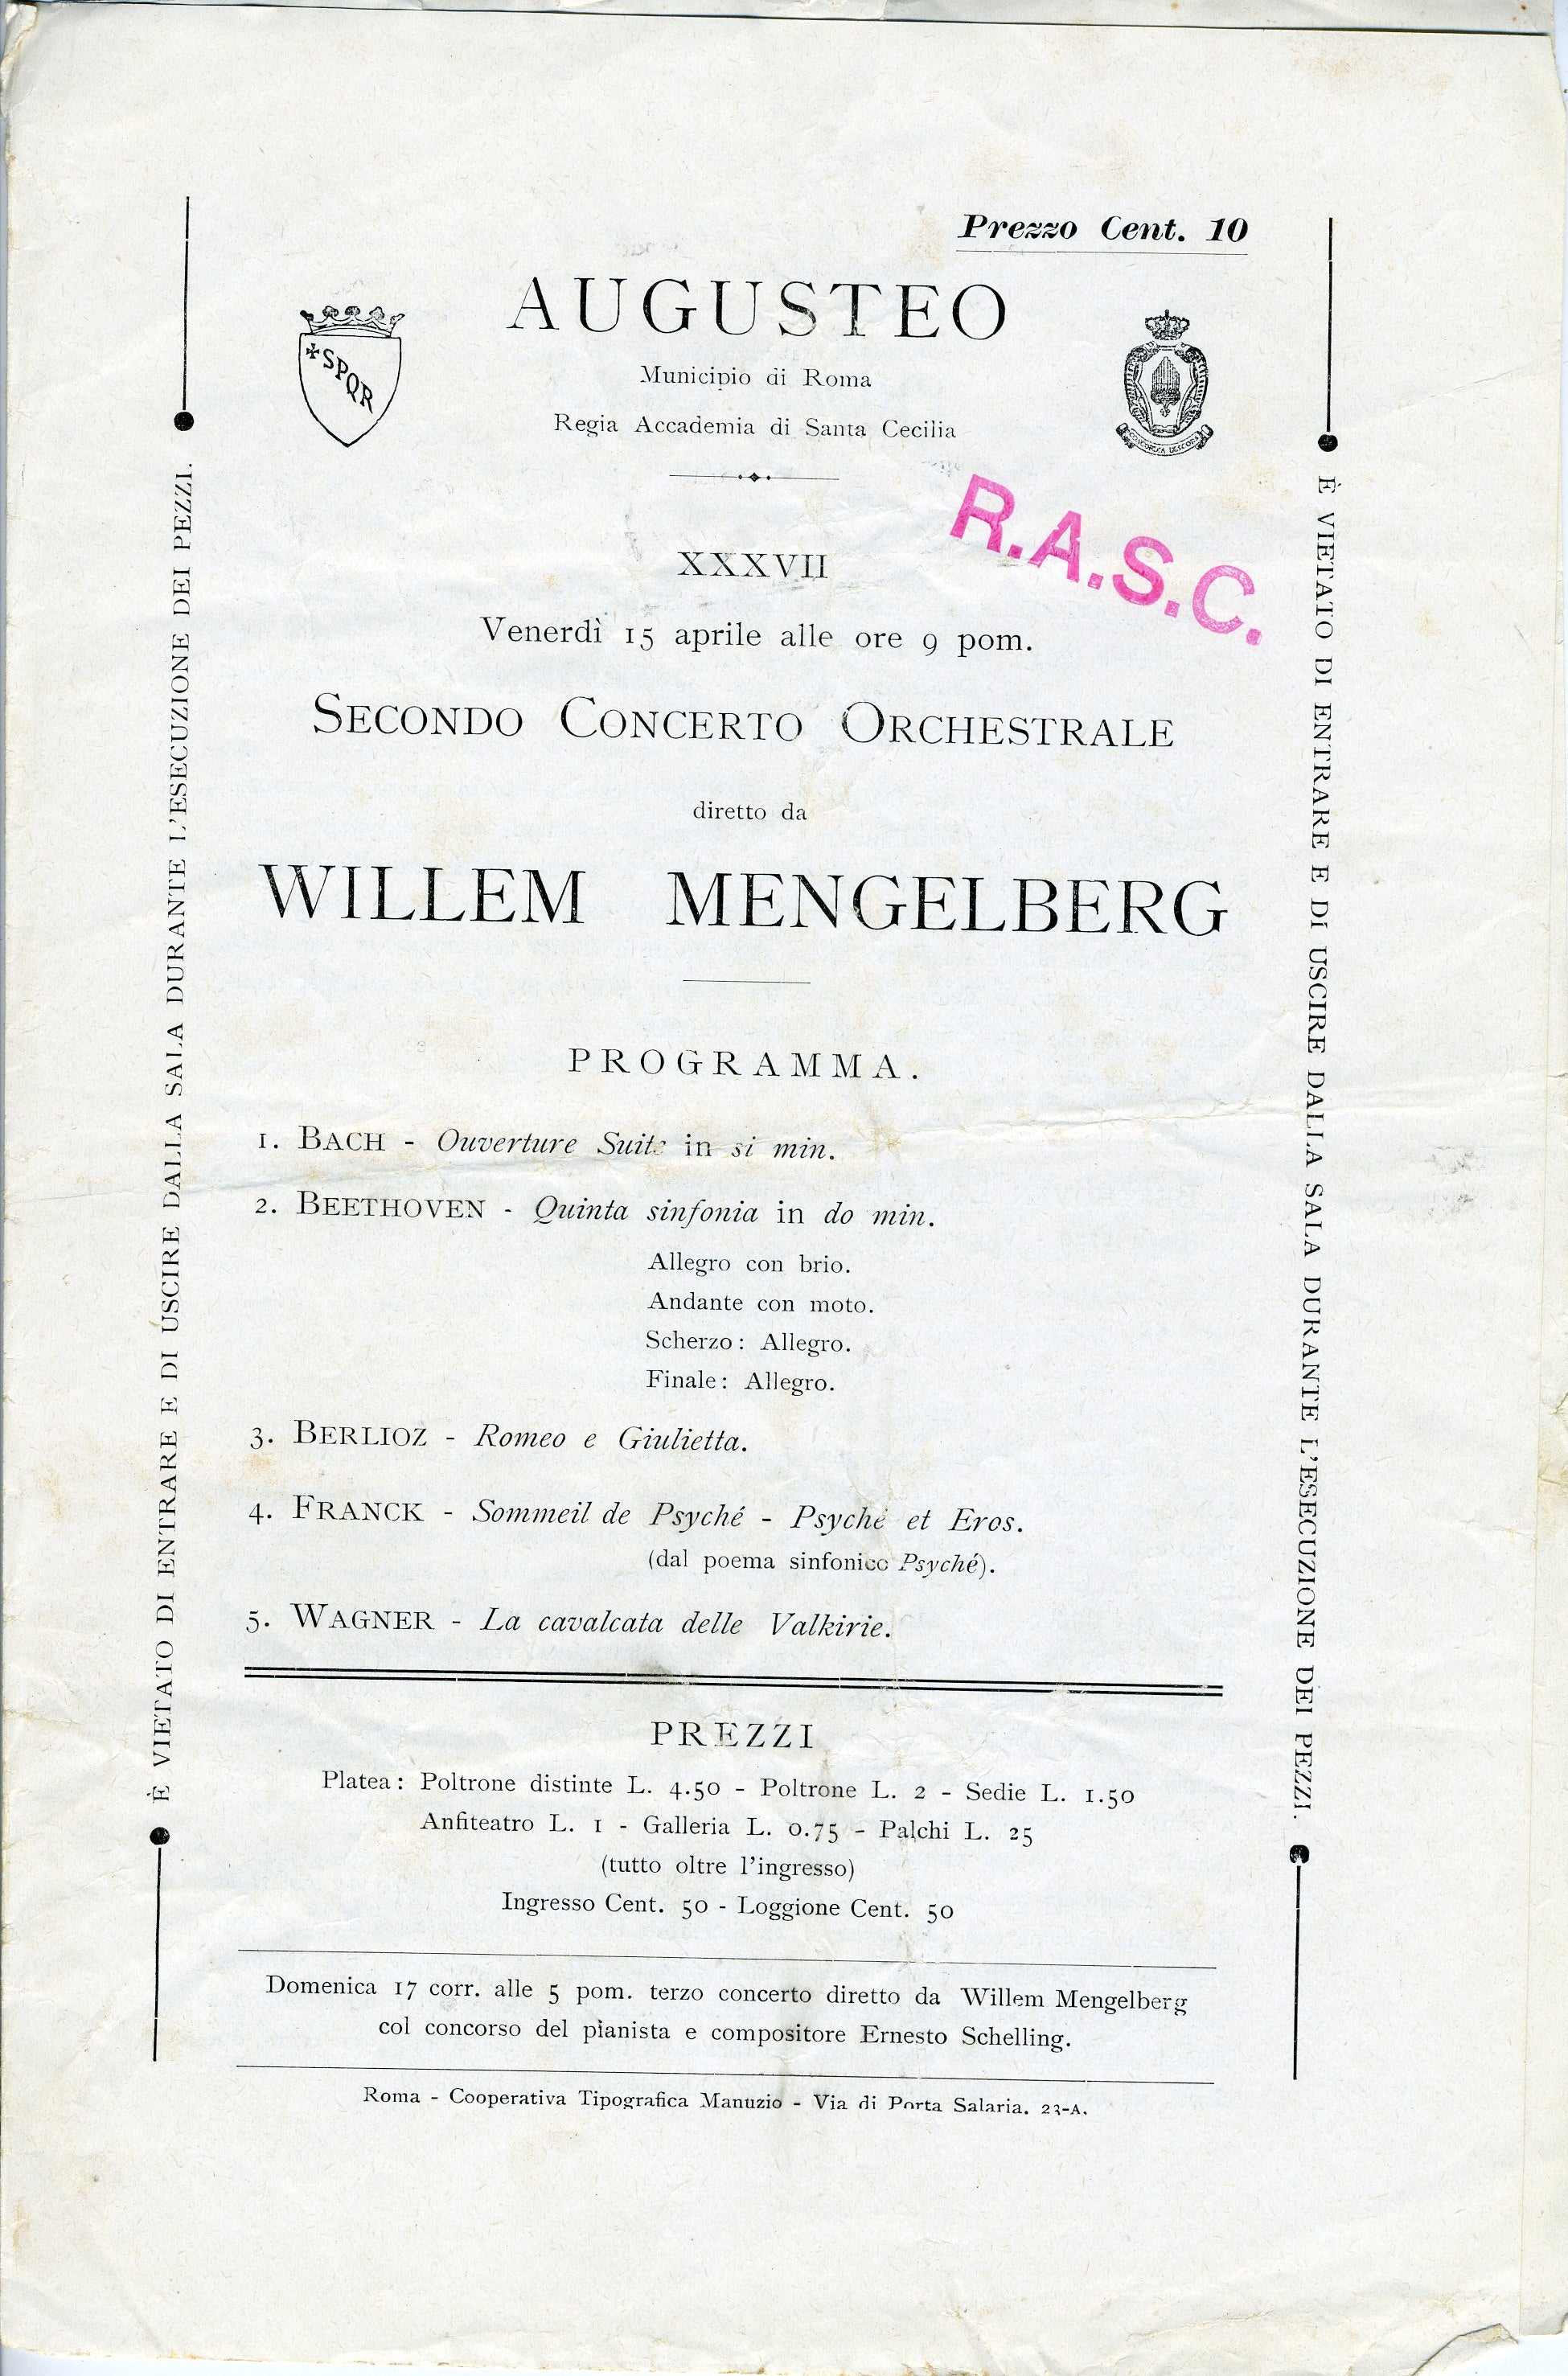 Prezzo Cent. 10
AUGUSTEO
SPQR
Municipio di Roma
Regia Accademia di Santa Cecilia
R.A.S.C.
XXXVII
Venerdì 15 aprile alle ore 9 pom.
SECONDO CONCERTO ORCHESTRALE
diretto da
WILLEM MENGELBERG
PROGRAMMA.
1. BACH - Ouverture Suite in si min.
2. BEETHOVEN - Quinta sinfonia in do min.
Allegro con brio.
Andante con moto.
Scherzo: Allegro.
Finale: Allegro.
3. BERLIOZ - Romeo e Giulietta.
4. FRANCK - Sommeil de Psyché - Psyché et Eros.
(dal poema sinfonico Psyché).
5. WAGNER - La cavalcata delle Valkirie.
PREZZI
Platea: Poltrone distinte L. 4.50 - Poltrone L. 2 - Sedie L. 1.50
Anfiteatro L. 1 - Galleria L. 0.75 - Palchi L. 25
(tutto oltre l'ingresso)
Ingresso Cent. 50 - Loggione Cent. 50
Domenica 17 corr. alle 5 pom. terzo concerto diretto da Willem Mengelberg
col concorso del pianista e compositore Ernesto Schelling.
Roma - Cooperativa Tipografica Manuzio - Via di Porta Salaria, 23-A.
È VIETATO DI ENTRARE E DI USCIRE DALLA SALA DURANTE L'ESECUZIONE DEI PEZZI.
È VIETATO DI ENTRARE E DI USCIRE DALLA SALA DURANTE L'ESECUZIONE DEI PEZZI.